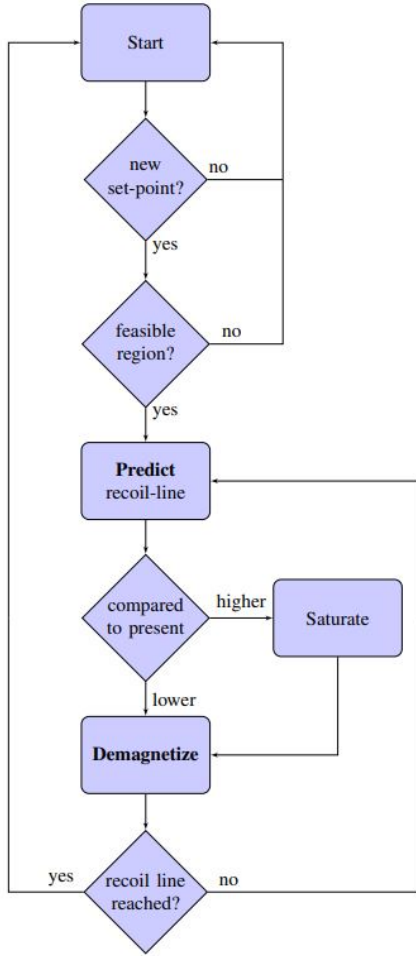 Start
new
set-point?
no
yes
feasible
region?
no
yes
Predict
recoil-line
compared
to present
higher
Saturate
lower
Demagnetize
yes
recoil line
reached?
no